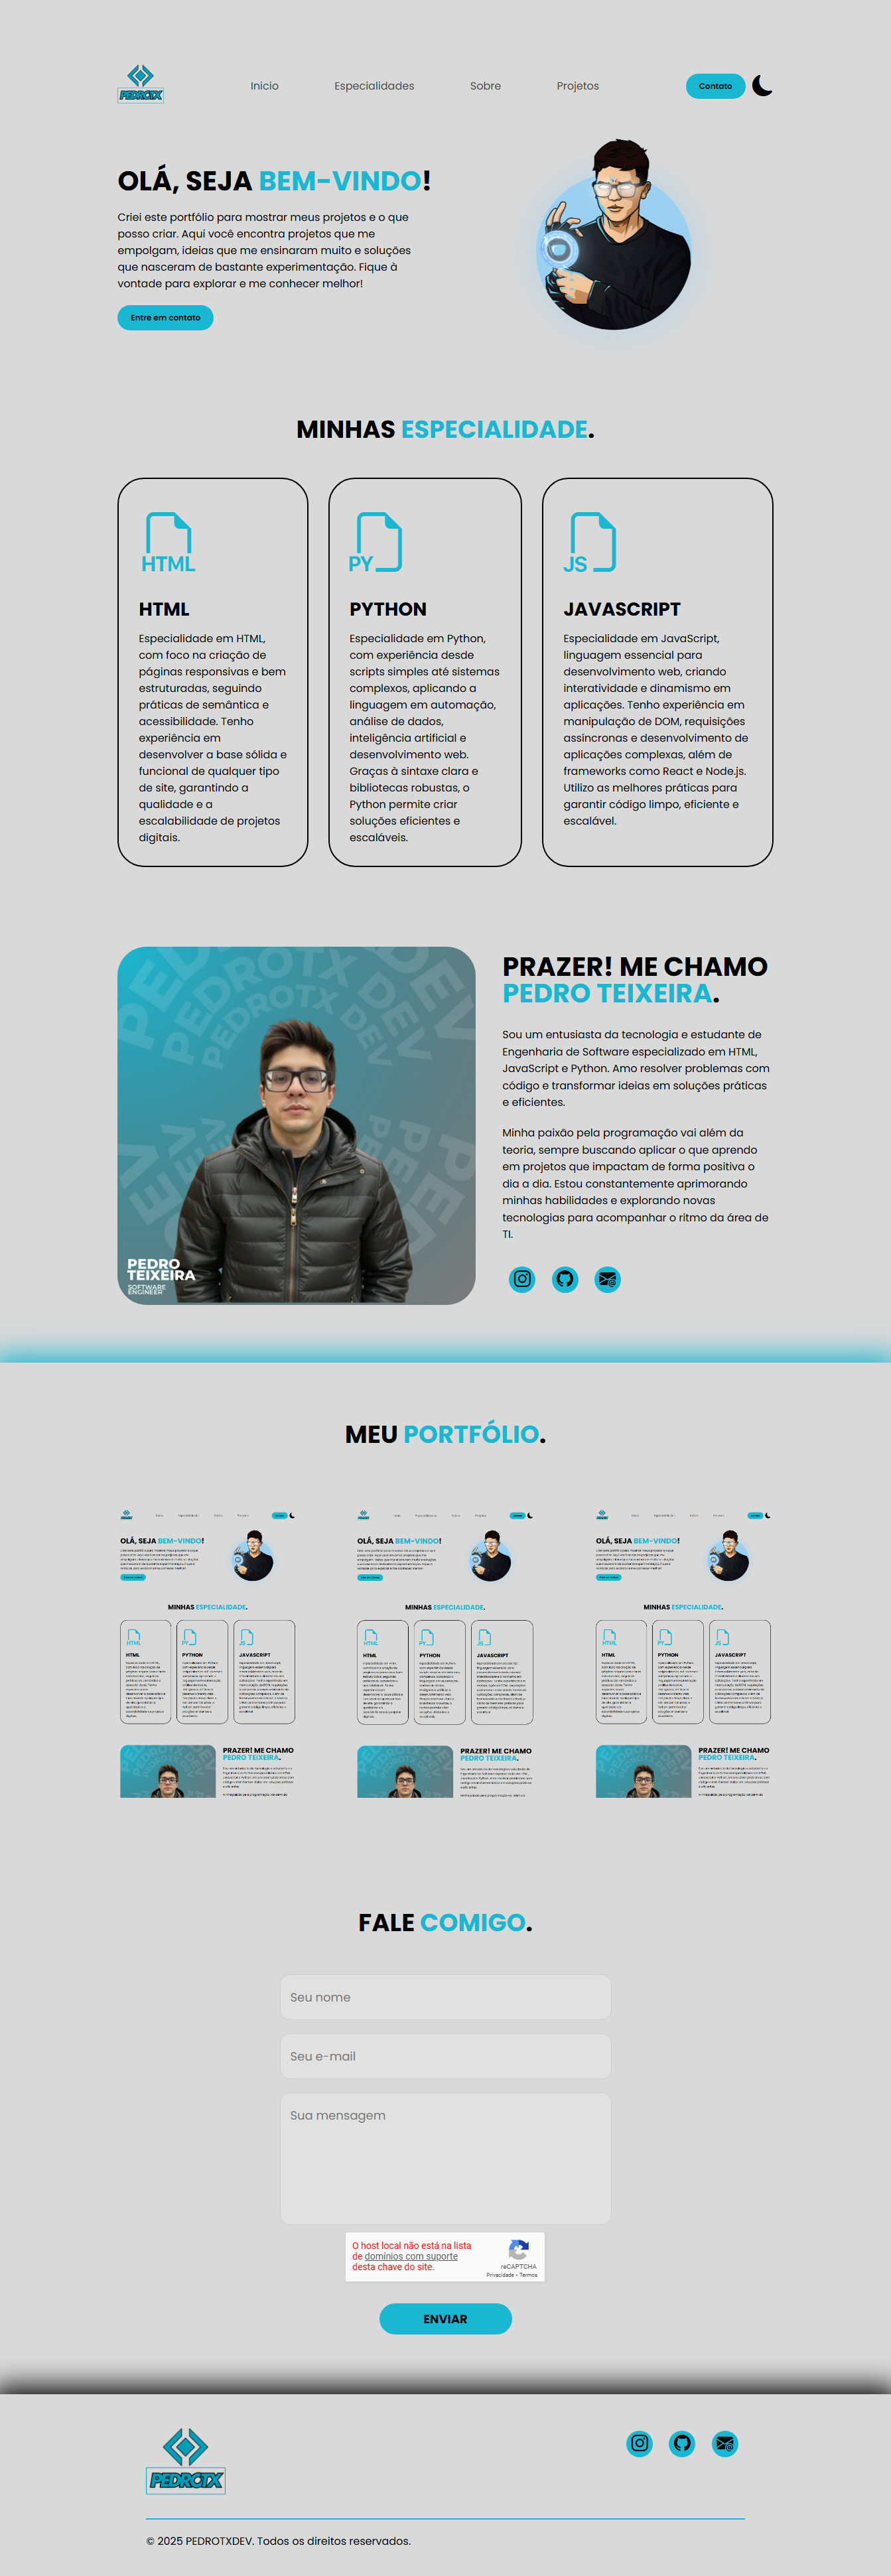 PEDROTX
Inicio
Especialidades
Sobre
Projetos
Contato
OLÁ, SEJA BEM-VINDO!
Criei este portfólio para mostrar meus projetos e o que
posso criar. Aqui você encontra projetos que me
empolgam, ideias que me ensinaram muito e soluções
que nasceram de bastante experimentação. Fique à
vontade para explorar e me conhecer melhor!
Entre em contato
MINHAS ESPECIALIDADE.
HTML
HTML
Especialidade em HTML,
com foco na criação de
páginas responsivas e bem
estruturadas, seguindo
práticas de semântica e
acessibilidade. Tenho
experiência em
desenvolver a base sólida e
funcional de qualquer tipo
de site, garantindo a
qualidade e a
escalabilidade de projetos
digitais.
PY
PYTHON
Especialidade em Python,
com experiência desde
scripts simples até sistemas
complexos, aplicando a
linguagem em automação,
análise de dados,
inteligência artificial e
desenvolvimento web.
Graças à sintaxe clara e
bibliotecas robustas, o
Python permite criar
soluções eficientes e
escaláveis.
JS
JAVASCRIPT
Especialidade em JavaScript,
linguagem essencial para
desenvolvimento web, criando
interatividade e dinamismo em
aplicações. Tenho experiência em
manipulação de DOM, requisições
assíncronas e desenvolvimento de
aplicações complexas, além de
frameworks como React e Node.js.
Utilizo as melhores práticas para
garantir código limpo, eficiente e
escalável.
PEDROTX DEV
PEDROTX DEV
PEDRO
TEIXEIRA
SOFTWARE
ENGINEER
PRAZER! ME CHAMO
PEDRO TEIXEIRA.
Sou um entusiasta da tecnologia e estudante de
Engenharia de Software especializado em HTML,
JavaScript e Python. Amo resolver problemas com
código e transformar ideias em soluções práticas
e eficientes.
Minha paixão pela programação vai além da
teoria, sempre buscando aplicar o que aprendo
em projetos que impactam de forma positiva o
dia a dia. Estou constantemente aprimorando
minhas habilidades e explorando novas
tecnologias para acompanhar o ritmo da área de
TI.
MEU PORTFÓLIO.
OLÁ, SEJA BEM-VINDO!
MINHAS ESPECIALIDADE.
HTML
PYTHON
JAVASCRIPT
PRAZER! ME CHAMO
PEDRO TEIXEIRA.
OLÁ, SEJA BEM-VINDO!
MINHAS ESPECIALIDADE.
HTML
PYTHON
JAVASCRIPT
PRAZER! ME CHAMO
PEDRO TEIXEIRA.
OLÁ, SEJA BEM-VINDO!
MINHAS ESPECIALIDADE.
HTML
PYTHON
JAVASCRIPT
PRAZER! ME CHAMO
PEDRO TEIXEIRA.
FALE COMIGO.
Seu nome
Seu e-mail
Sua mensagem
O host local não está na lista
de domínios com suporte
desta chave do site.
reCAPTCHA
Privacidade • Termos
ENVIAR
PEDROTX
© 2025 PEDROTXDEV. Todos os direitos reservados.